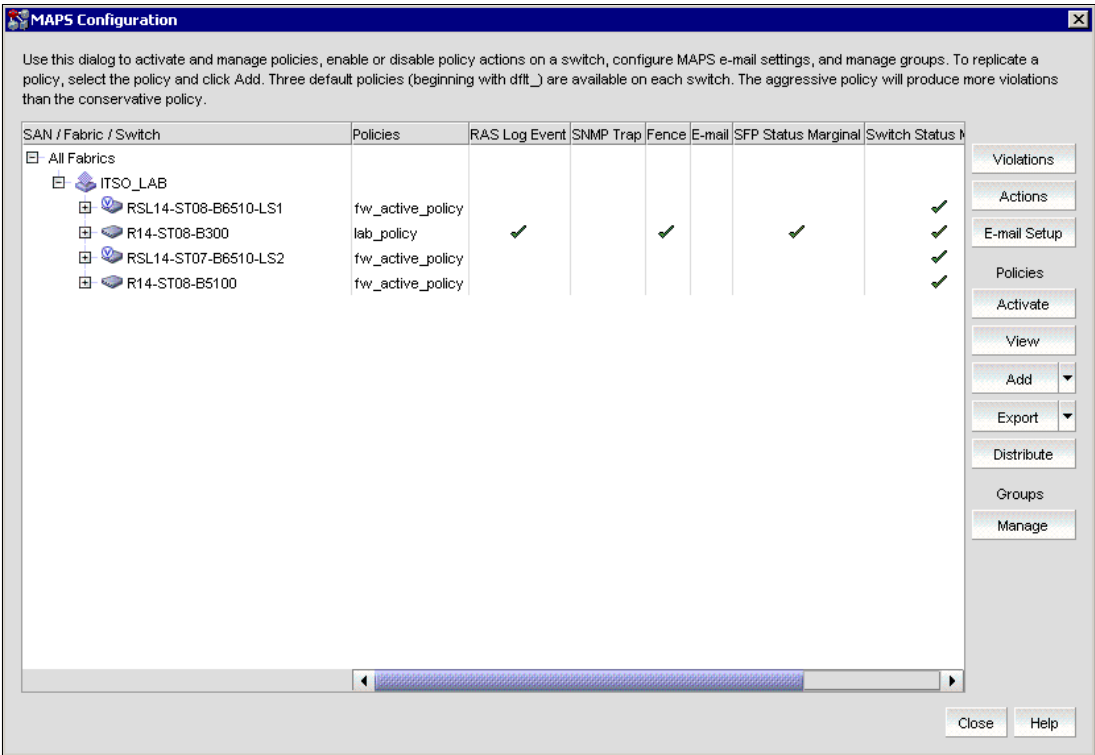 MAPS Configuration
Use this dialog to activate and manage policies, enable or disable policy actions on a switch, configure MAPS e-mail settings, and manage groups. To replicate a
policy, select the policy and click Add. Three default policies (beginning with dflt_) are available on each switch. The aggressive policy will produce more violations
than the conservative policy.
SAN / Fabric / Switch Policies RAS Log Event SNMP Trap Fence E-mail SFP Status Marginal Switch Status M
All Fabrics
ITSO_LAB
RSL14-ST08-B6510-LS1 fw_active_policy
R14-ST08-B300 lab_policy
RSL14-ST07-B6510-LS2 fw_active_policy
R14-ST08-B5100 fw_active_policy
Violations
Actions
E-mail Setup
Policies
Activate
View
Add
Export
Distribute
Groups
Manage
Close Help